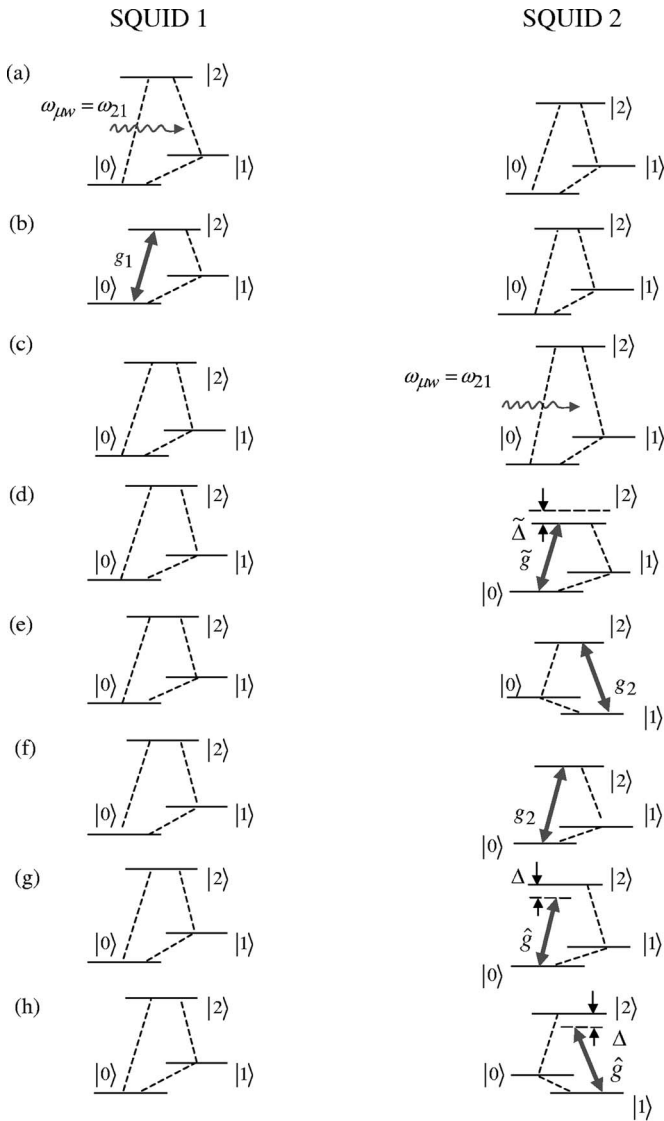 SQUID 1 SQUID 2
(a) |2⟩
ω_μw = ω_21 |2⟩
|0⟩ |1⟩ |0⟩ |1⟩
(b) |2⟩ |2⟩
g_1
|0⟩ |1⟩ |0⟩ |1⟩
(c) |2⟩ |2⟩
ω_μw = ω_21
|0⟩ |1⟩ |0⟩ |1⟩
(d) |2⟩ |2⟩
Δ̃
g̃
|0⟩ |1⟩ |0⟩ |1⟩
(e) |2⟩ |2⟩
g_2
|0⟩ |1⟩ |0⟩ |1⟩
(f) |2⟩ |2⟩
g_2
|0⟩ |1⟩ |0⟩ |1⟩
(g) |2⟩ Δ |2⟩
ĝ
|0⟩ |1⟩ |0⟩ |1⟩
(h) |2⟩ |2⟩
Δ
ĝ
|0⟩ |1⟩ |0⟩ |1⟩